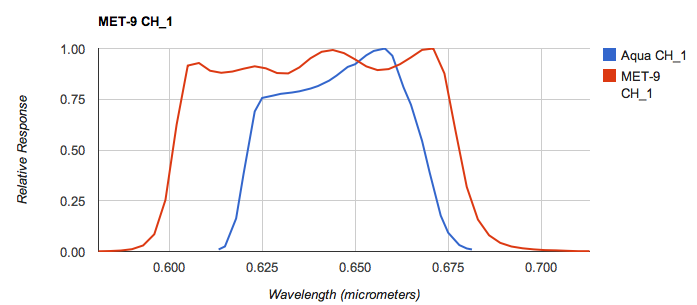 MET-9 CH_1
1.00
0.75
0.50
0.25
0.00
Relative Response
0.600 0.625 0.650 0.675 0.700
Wavelength (micrometers)
Aqua CH_1
MET-9
CH_1